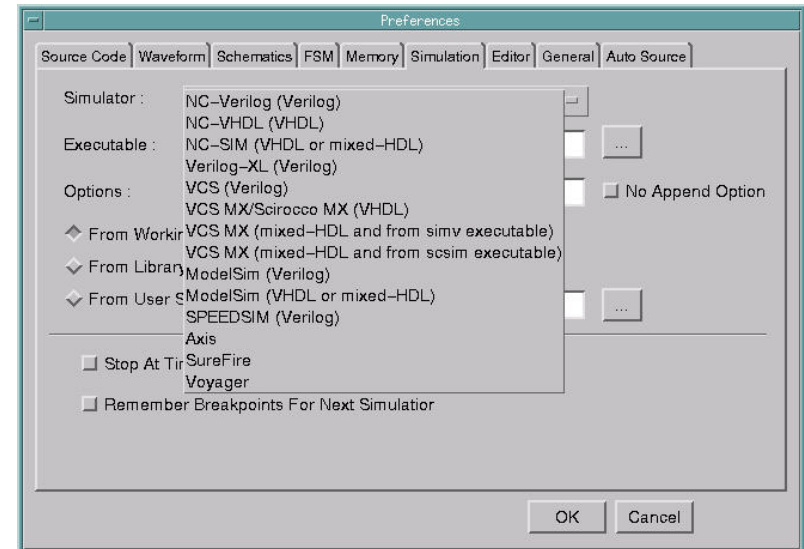 Preferences
Source Code Waveform Schematics FSM Memory Simulation Editor General Auto Source
Simulator :
NC-Verilog (Verilog)
NC-VHDL (VHDL)
Executable : NC-SIM (VHDL or mixed-HDL) ...
Verilog-XL (Verilog)
Options : VCS (Verilog) No Append Option
VCS MX/Scirocco MX (VHDL)
From Workin VCS MX (mixed-HDL and from simv executable)
VCS MX (mixed-HDL and from scsim executable)
From Library
ModelSim (Verilog)
From User S ModelSim (VHDL or mixed-HDL) ...
SPEEDSIM (Verilog)
Axis
Stop At Tim SureFire
Voyager
Remember Breakpoints For Next Simulatior
OK Cancel